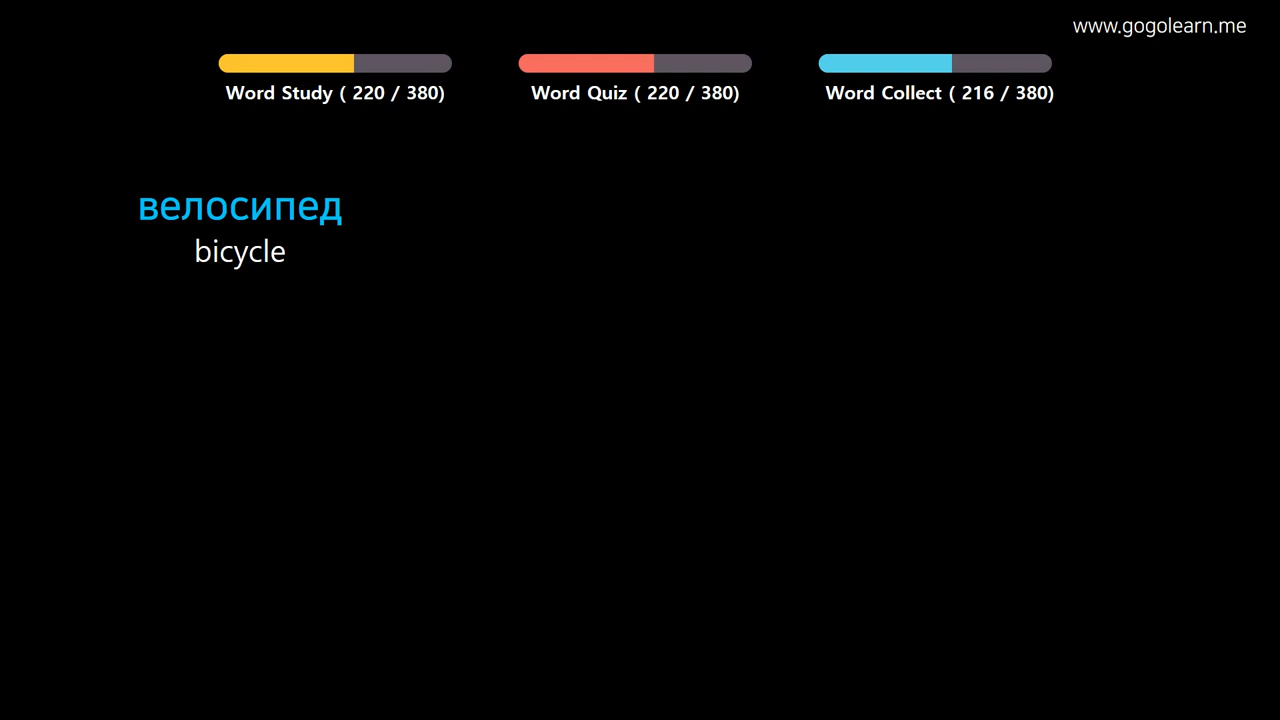 www.gogolearn.me
Word Study ( 220 / 380)
Word Quiz ( 220 / 380)
Word Collect ( 216 / 380)
велосипед
bicycle